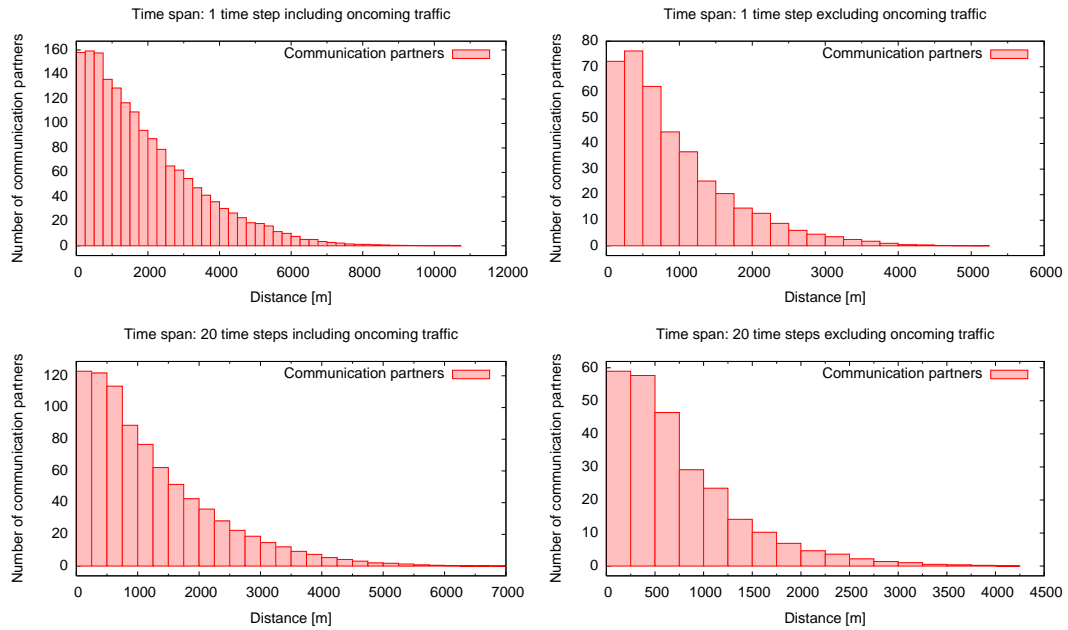 Time span: 1 time step including oncoming traffic
Number of communication partners
Communication partners
160
140
120
100
80
60
40
20
0
0 2000 4000 6000 8000 10000 12000
Distance [m]
Time span: 1 time step excluding oncoming traffic
Number of communication partners
Communication partners
80
70
60
50
40
30
20
10
0
0 1000 2000 3000 4000 5000 6000
Distance [m]
Time span: 20 time steps including oncoming traffic
Number of communication partners
Communication partners
120
100
80
60
40
20
0
0 1000 2000 3000 4000 5000 6000 7000
Distance [m]
Time span: 20 time steps excluding oncoming traffic
Number of communication partners
Communication partners
60
50
40
30
20
10
0
0 500 1000 1500 2000 2500 3000 3500 4000 4500
Distance [m]